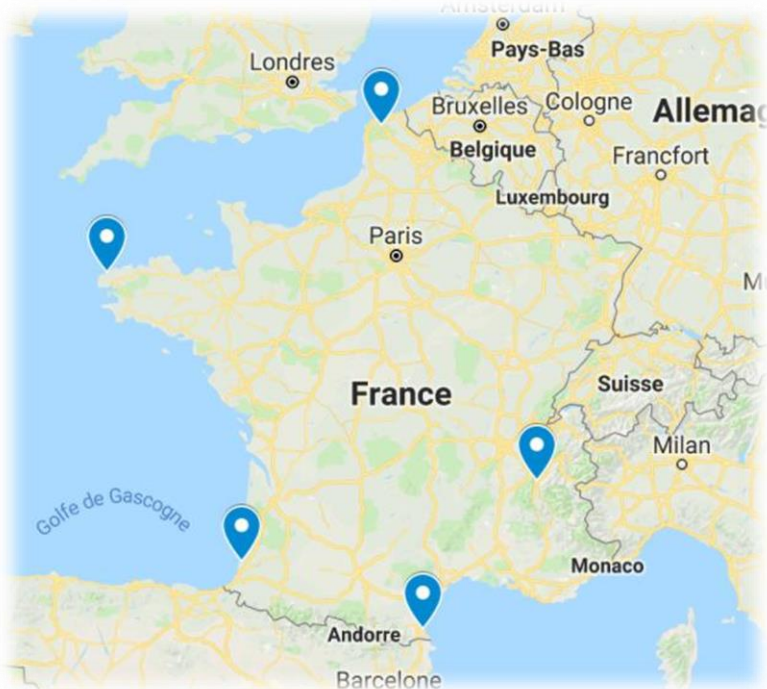 Amsterdam
Pays-Bas
Londres
Bruxelles
Cologne
Allemag
Belgique
Francfort
Luxembourg
Paris
M
France
Suisse
Milan
Golfe de Gascogne
Monaco
Andorre
Barcelone